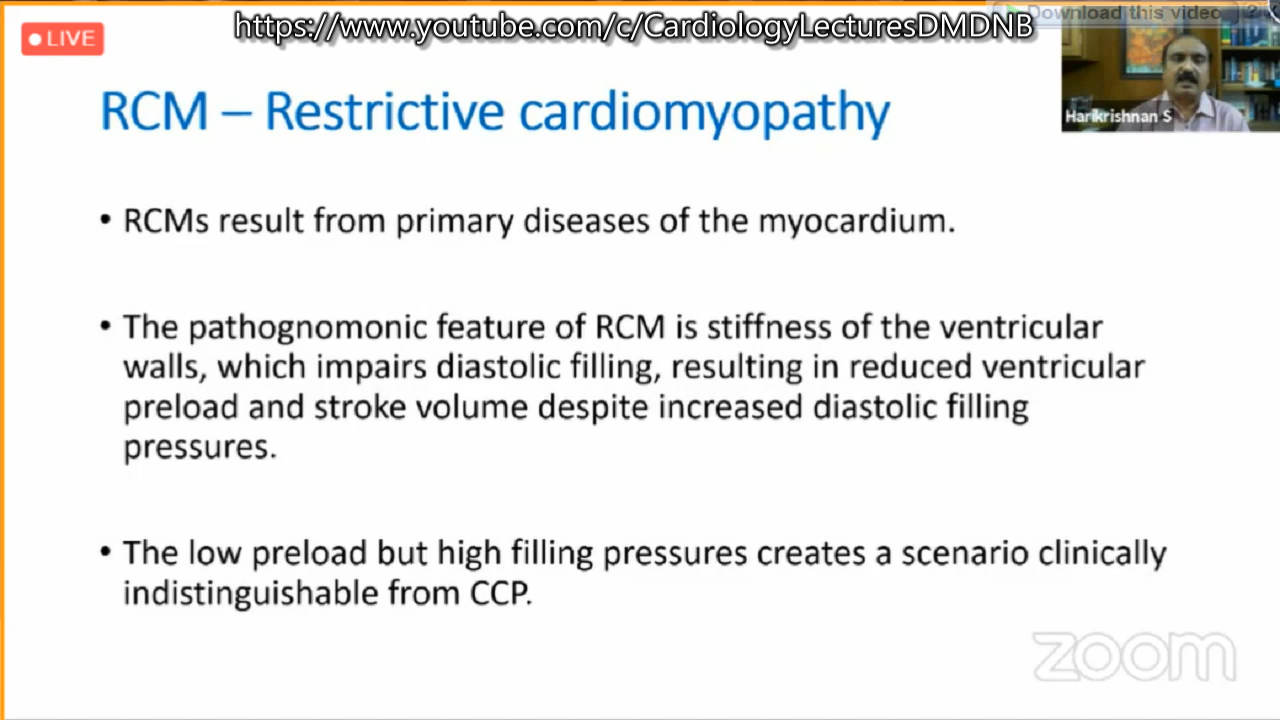 https://www.youtube.com/c/CardiologyLecturesDMDNB
Download this video
?
LIVE
RCM – Restrictive cardiomyopathy
Harikrishnan S
• RCMs result from primary diseases of the myocardium.
• The pathognomonic feature of RCM is stiffness of the ventricular
walls, which impairs diastolic filling, resulting in reduced ventricular
preload and stroke volume despite increased diastolic filling
pressures.
• The low preload but high filling pressures creates a scenario clinically
indistinguishable from CCP.
zoom